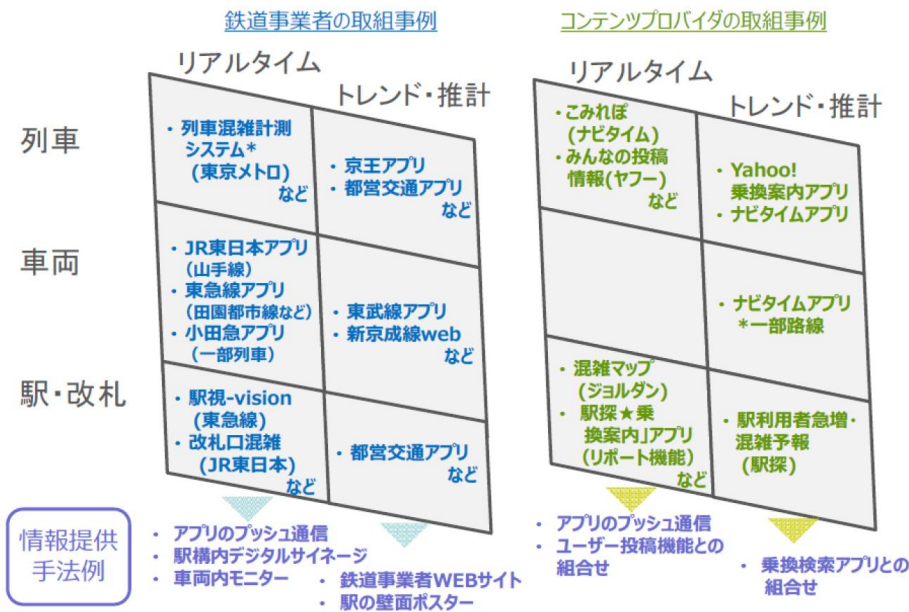 鉄道事業者の取組事例
リアルタイム
トレンド・推計
列車
・ 列車混雑計測
システム*
(東京メトロ)
など
・ 京王アプリ
・ 都営交通アプリ
など
車両
・ JR東日本アプリ
(山手線)
・ 東急線アプリ
(田園都市線など)
・ 小田急アプリ
(一部列車)
・ 東武線アプリ
・ 新京成線web
など
駅・改札
・ 駅視-vision
(東急線)
・ 改札口混雑
(JR東日本)
など
・ 都営交通アプリ
など
コンテンツプロバイダの取組事例
リアルタイム
トレンド・推計
・こみれぽ
(ナビタイム)
・ みんなの投稿
情報(ヤフー)
など
・ Yahoo!
乗換案内アプリ
・ ナビタイムアプリ
・ ナビタイムアプリ
*一部路線
・ 混雑マップ
(ジョルダン)
・ 駅探★乗
換案内」アプリ
(リポート機能)
など
・ 駅利用者急増・
混雑予報
(駅探)
情報提供
手法例
・ アプリのプッシュ通信
・ 駅構内デジタルサイネージ
・ 車両内モニター
・ 鉄道事業者WEBサイト
・ 駅の壁面ポスター
・ アプリのプッシュ通信
・ ユーザー投稿機能との
組合せ
・ 乗換検索アプリとの
組合せ